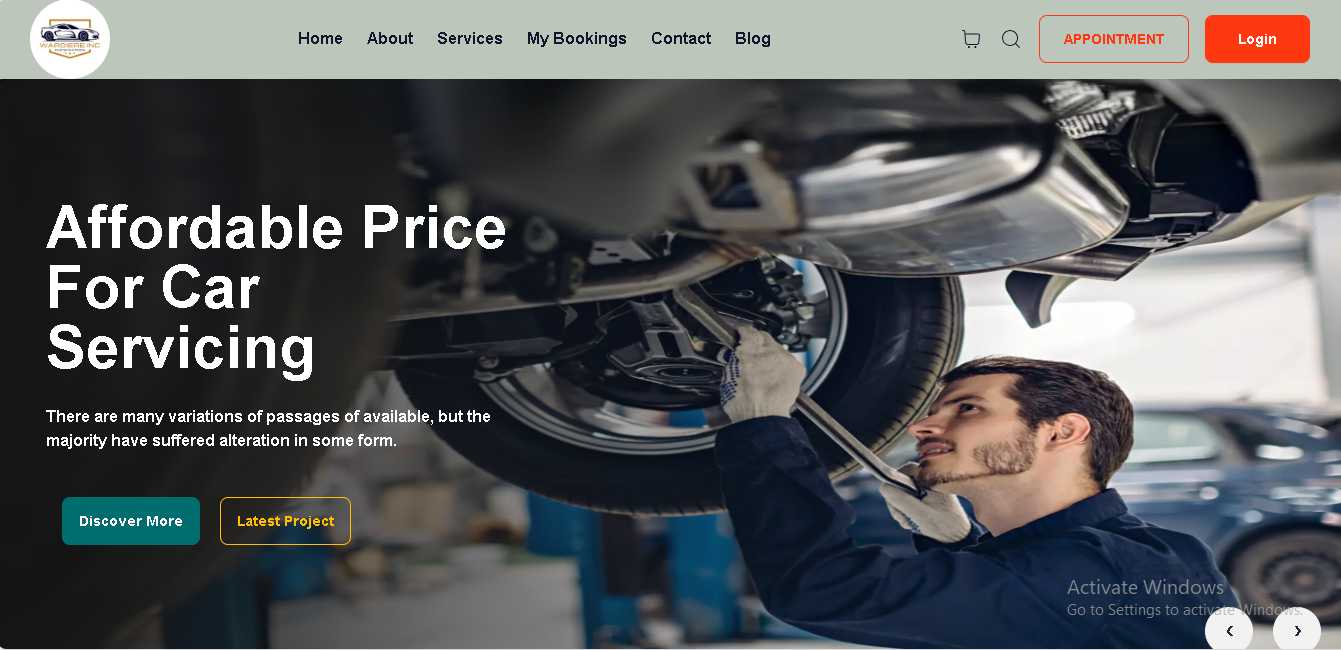 WARDIERE INC
Home About Services My Bookings Contact Blog
APPOINTMENT
Login
Affordable Price
For Car
Servicing
There are many variations of passages of available, but the
majority have suffered alteration in some form.
Discover More
Latest Project
Activate Windows
Go to Settings to activate Windows.